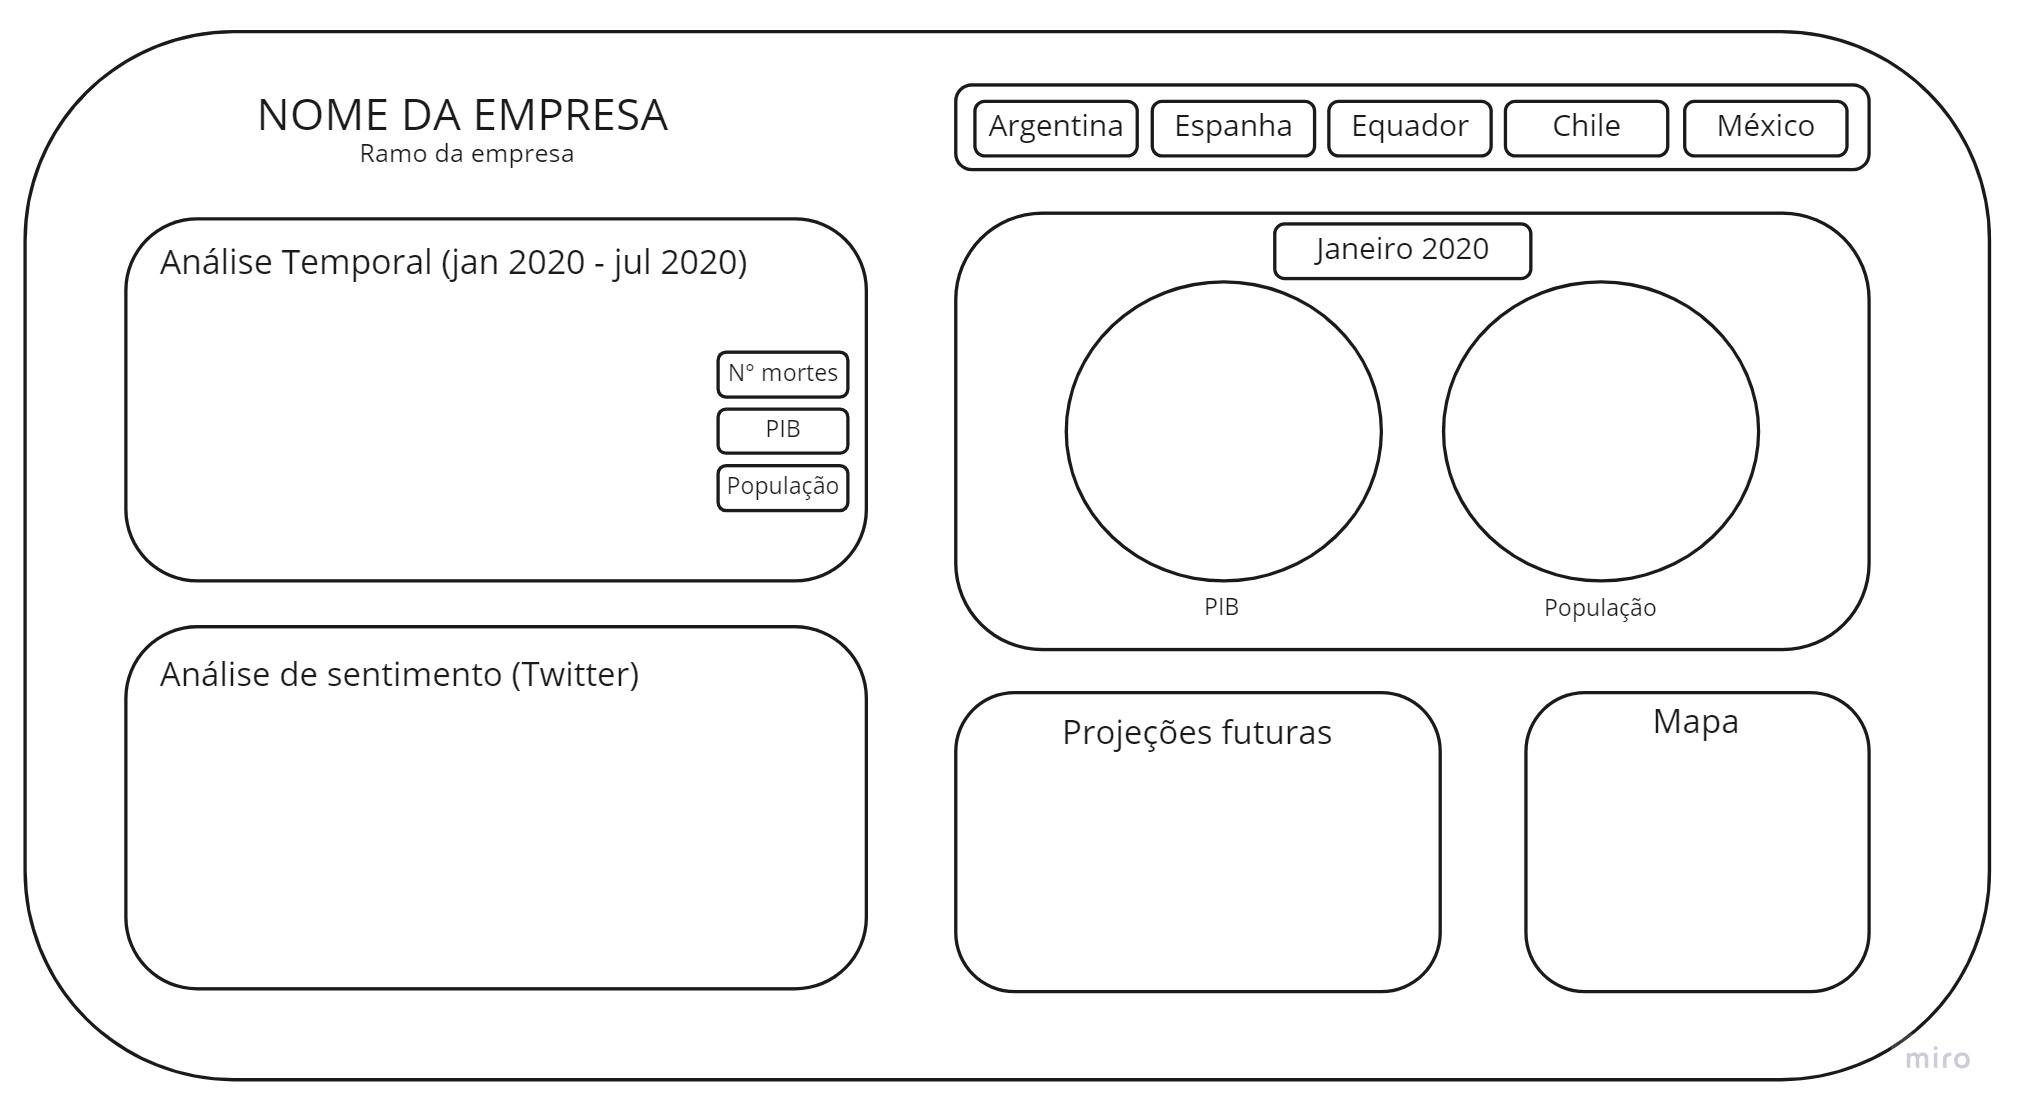 NOME DA EMPRESA
Ramo da empresa
Argentina
Espanha
Equador
Chile
México
Análise Temporal (jan 2020 - jul 2020)
N° mortes
PIB
População
Janeiro 2020
PIB
População
Análise de sentimento (Twitter)
Projeções futuras
Mapa
miro